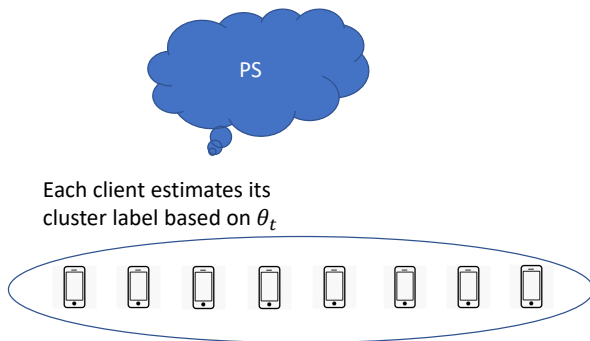 PS
Each client estimates its
cluster label based on θ_t